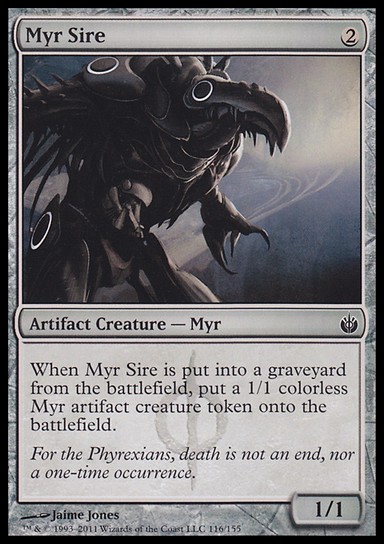 Myr Sire 2
Artifact Creature — Myr
When Myr Sire is put into a graveyard
from the battlefield, put a 1/1 colorless
Myr artifact creature token onto the
battlefield.
For the Phyrexians, death is not an end, nor
a one-time occurrence.
Jaime Jones
1/1
™ & © 1993–2011 Wizards of the Coast LLC 116/155